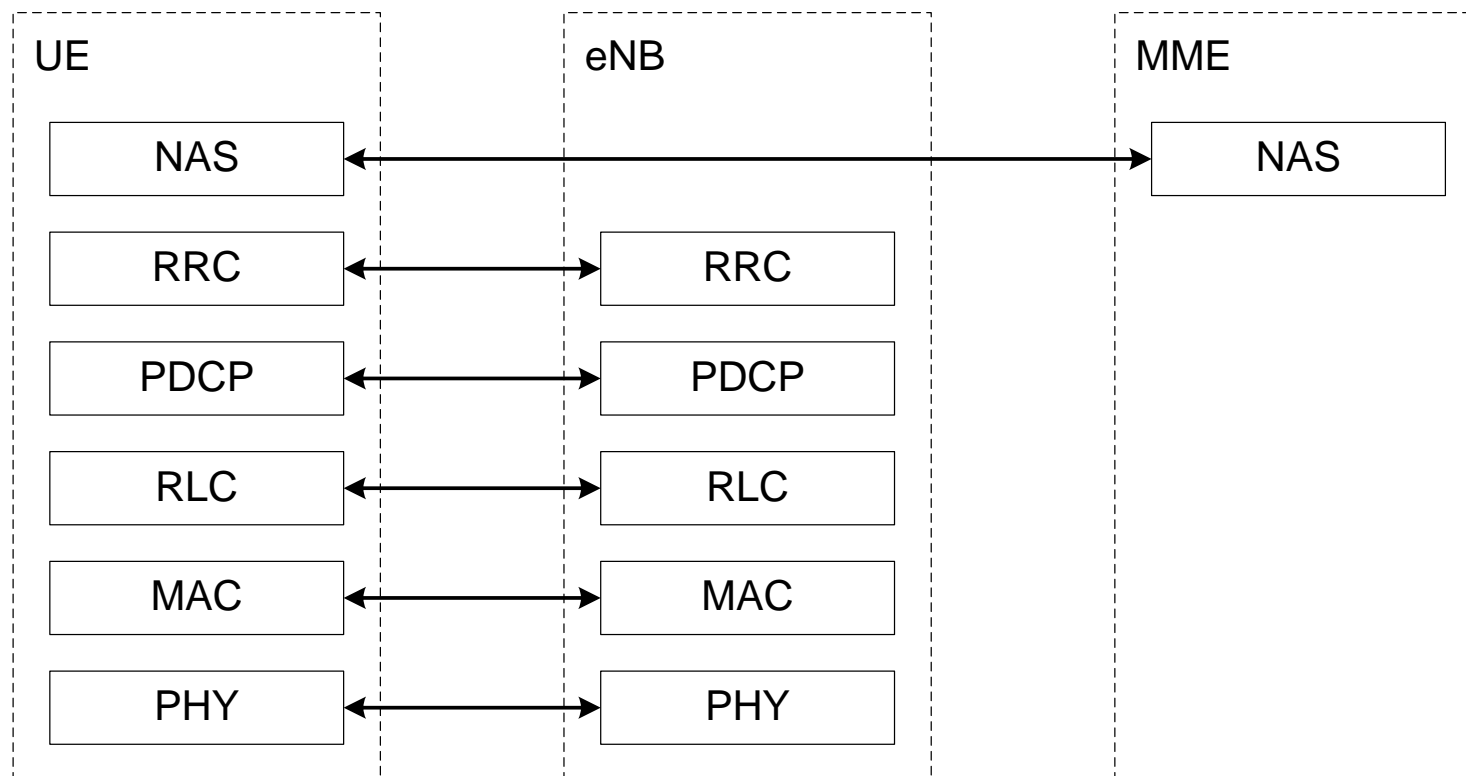 UE
eNB
MME
NAS
NAS
RRC
RRC
PDCP
PDCP
RLC
RLC
MAC
MAC
PHY
PHY